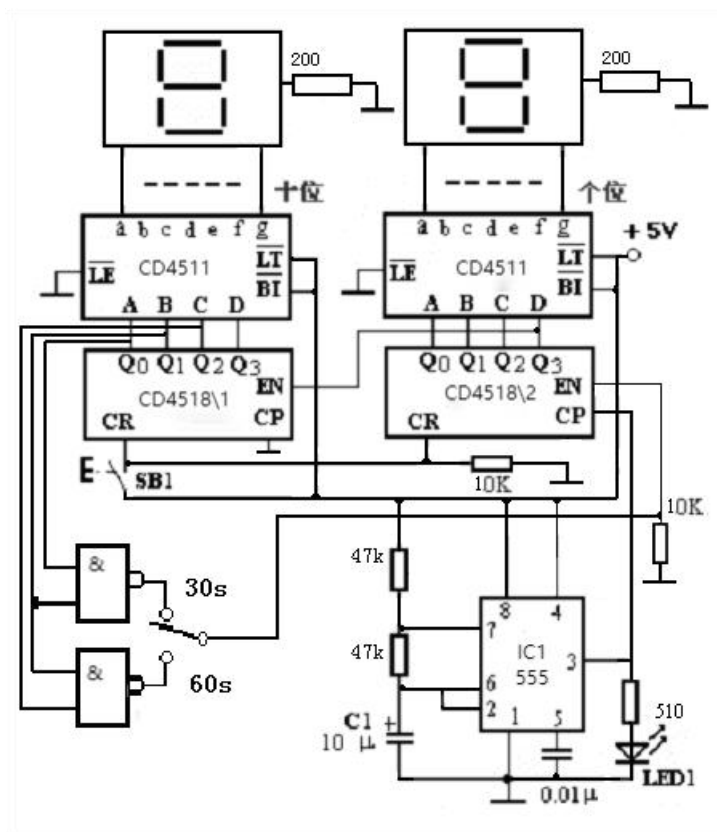 200
200
十位
个位
a b c d e f g
a b c d e f g
+ 5V
LE
CD4511
LT
BI
LE
CD4511
LT
BI
A B C D
A B C D
Q0 Q1 Q2 Q3
Q0 Q1 Q2 Q3
EN
EN
CD4518\1
CD4518\2
CR
CP
CR
CP
E
SB1
10K
10K
&
30s
&
60s
47k
47k
8
4
7
IC1
555
3
6
2
1
5
C1 +
10 μ
510
LED1
0.01μ